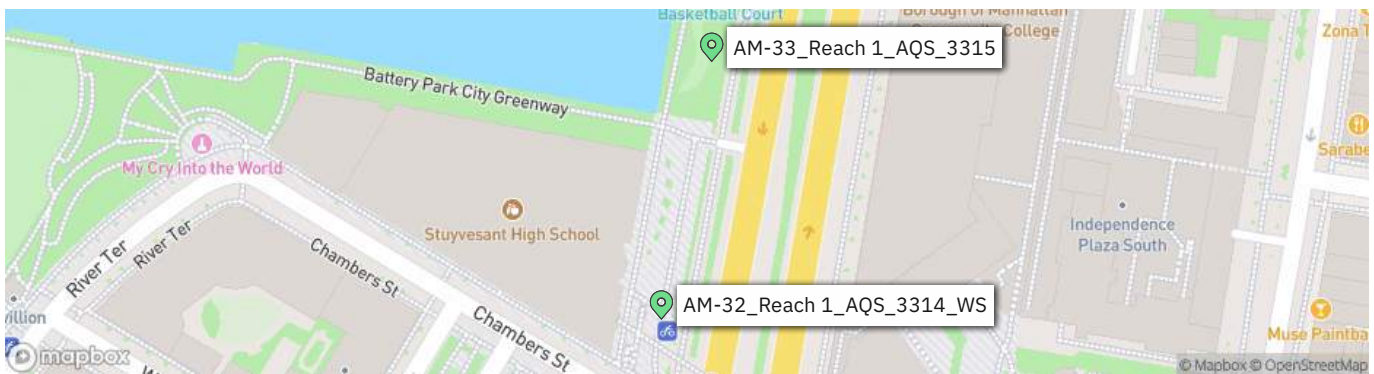 Basketball Court
Borough of Manhattan
College
Zona
AM-33_Reach 1_AQS_3315
Battery Park City Greenway
My Cry Into the World
Sarabe
Stuyvesant High School
Independence
Plaza South
River Ter
River Ter
Chambers St
Chambers St
AM-32_Reach 1_AQS_3314_WS
villion
Muse Paintba
mapbox
© Mapbox © OpenStreetMap